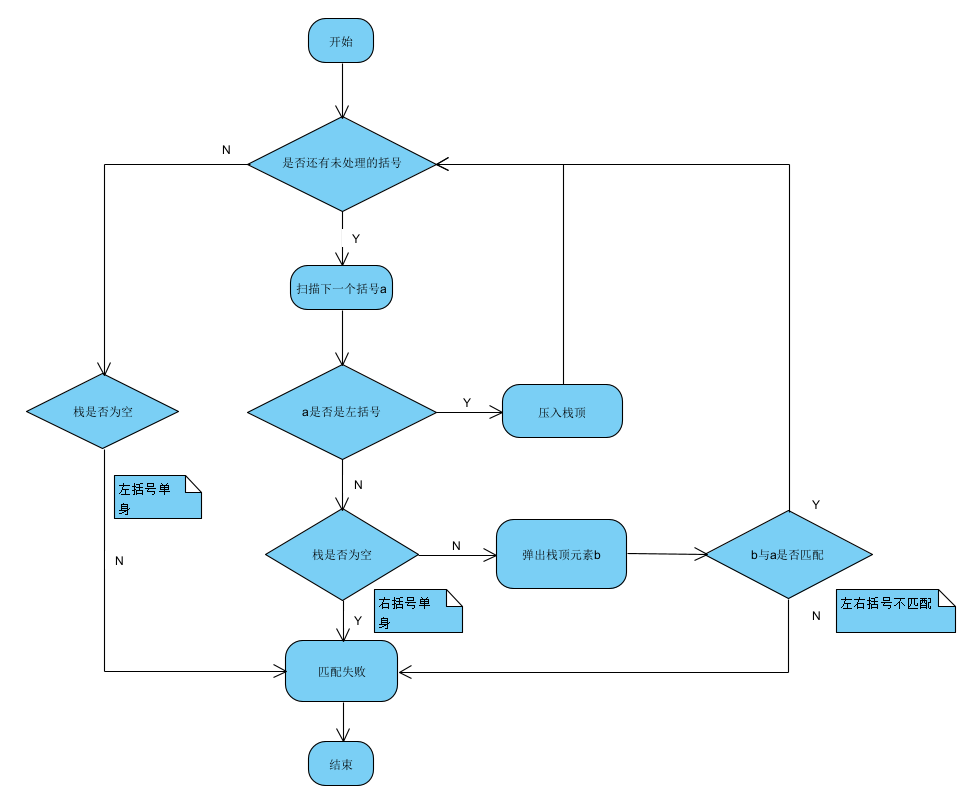 开始
N
是否还有未处理的括号
Y
扫描下一个括号a
栈是否为空
a是否是左括号
Y
压入栈顶
左括号单
身
N
N
栈是否为空
N
弹出栈顶元素b
Y
b与a是否匹配
右括号单
身
Y
N
左右括号不匹配
匹配失败
结束